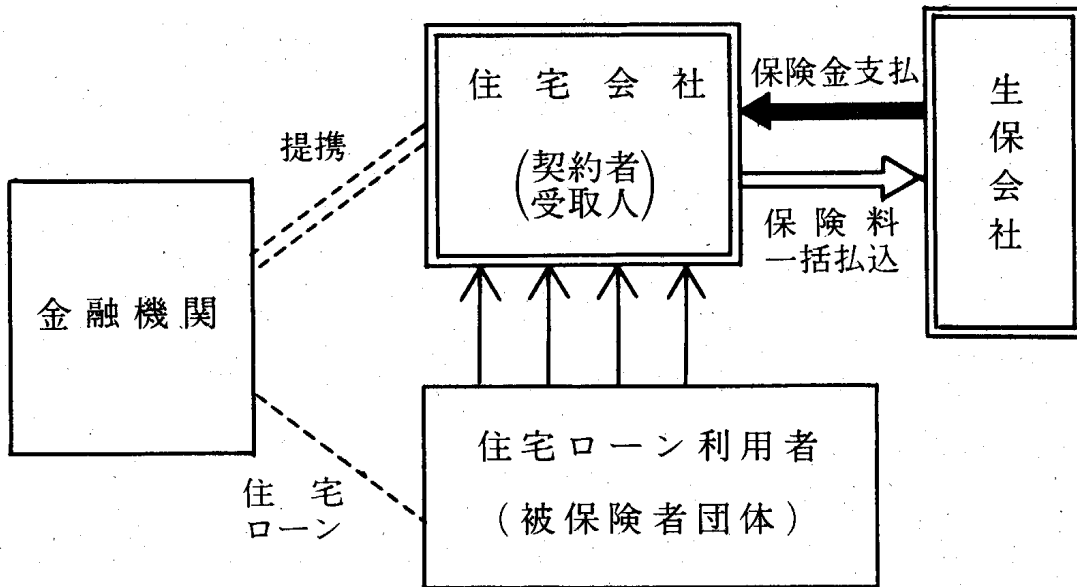 住宅会社
(契約者
受取人)
保険金支払
生保会社
提携
保険料
一括払込
金融機関
住宅ローン利用者
(被保険者団体)
住宅
ローン